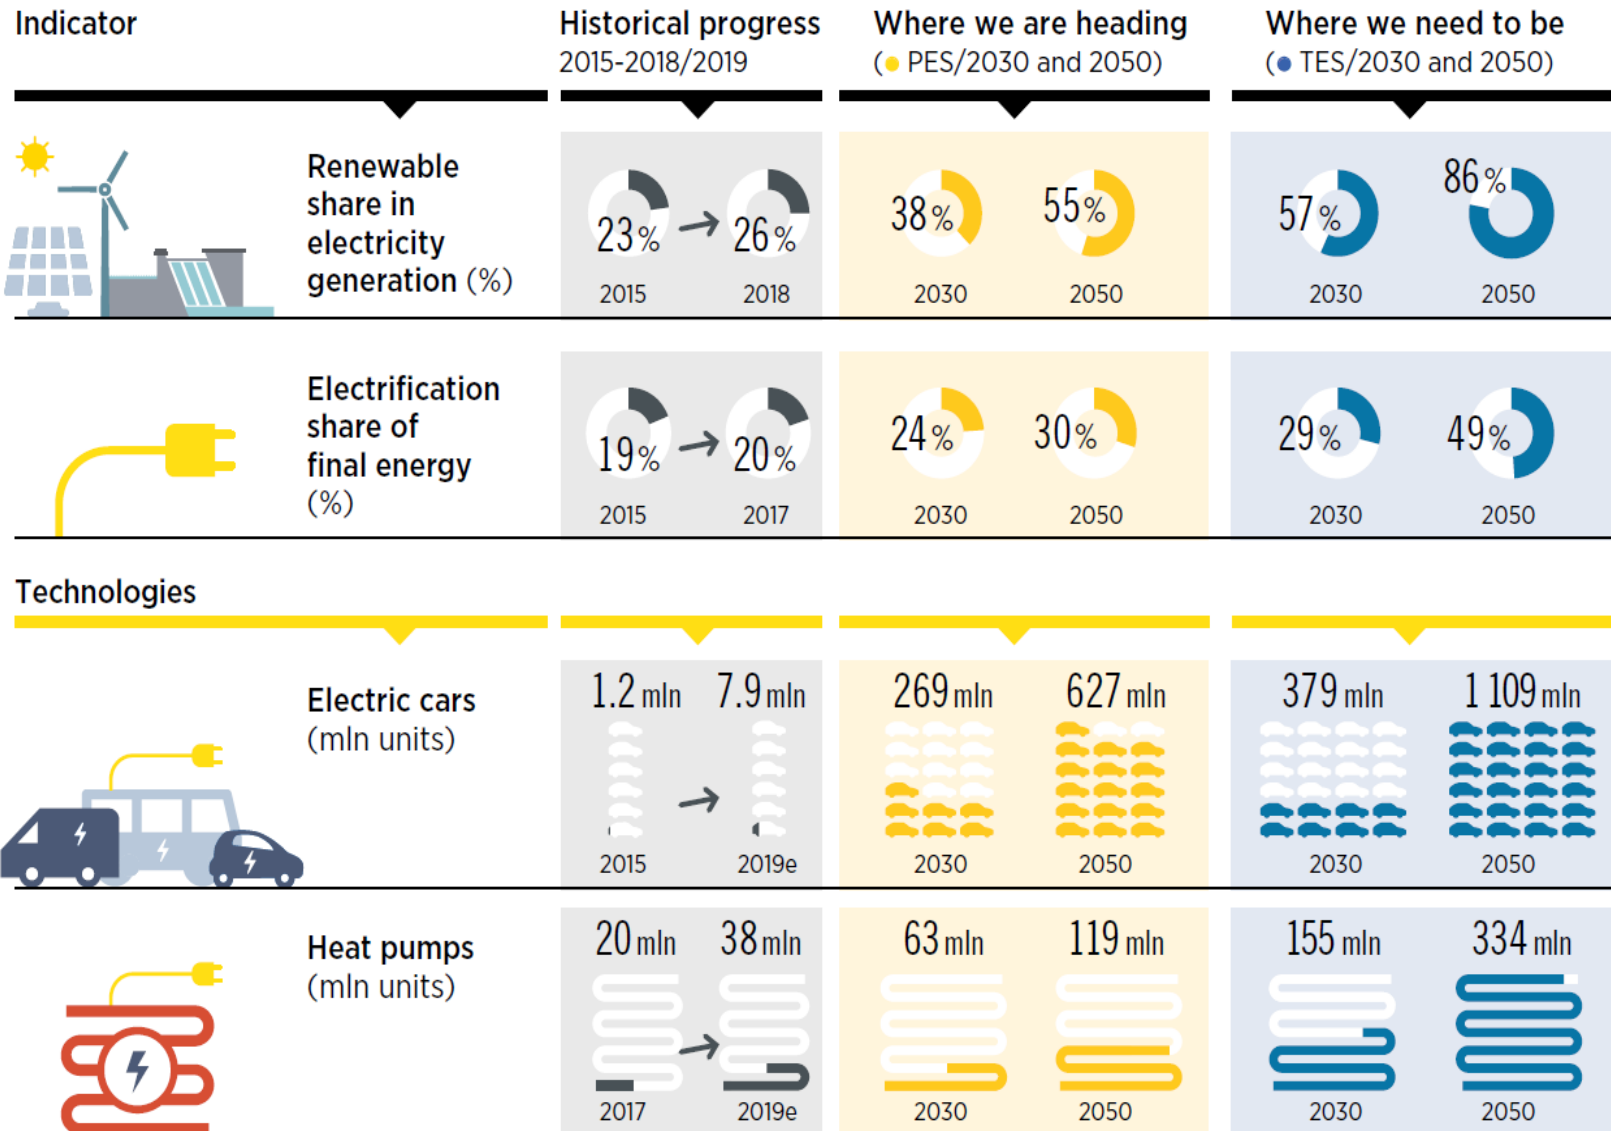 Indicator
Historical progress
2015-2018/2019
Where we are heading
(● PES/2030 and 2050)
Where we need to be
(● TES/2030 and 2050)
Renewable
share in
electricity
generation (%)
23%
2015
26%
2018
38%
2030
55%
2050
57%
2030
86%
2050
Electrification
share of
final energy
(%)
19%
2015
20%
2017
24%
2030
30%
2050
29%
2030
49%
2050
Technologies
Electric cars
(mln units)
1.2 mln
2015
7.9 mln
2019e
269 mln
2030
627 mln
2050
379 mln
2030
1 109 mln
2050
Heat pumps
(mln units)
20 mln
2017
38 mln
2019e
63 mln
2030
119 mln
2050
155 mln
2030
334 mln
2050